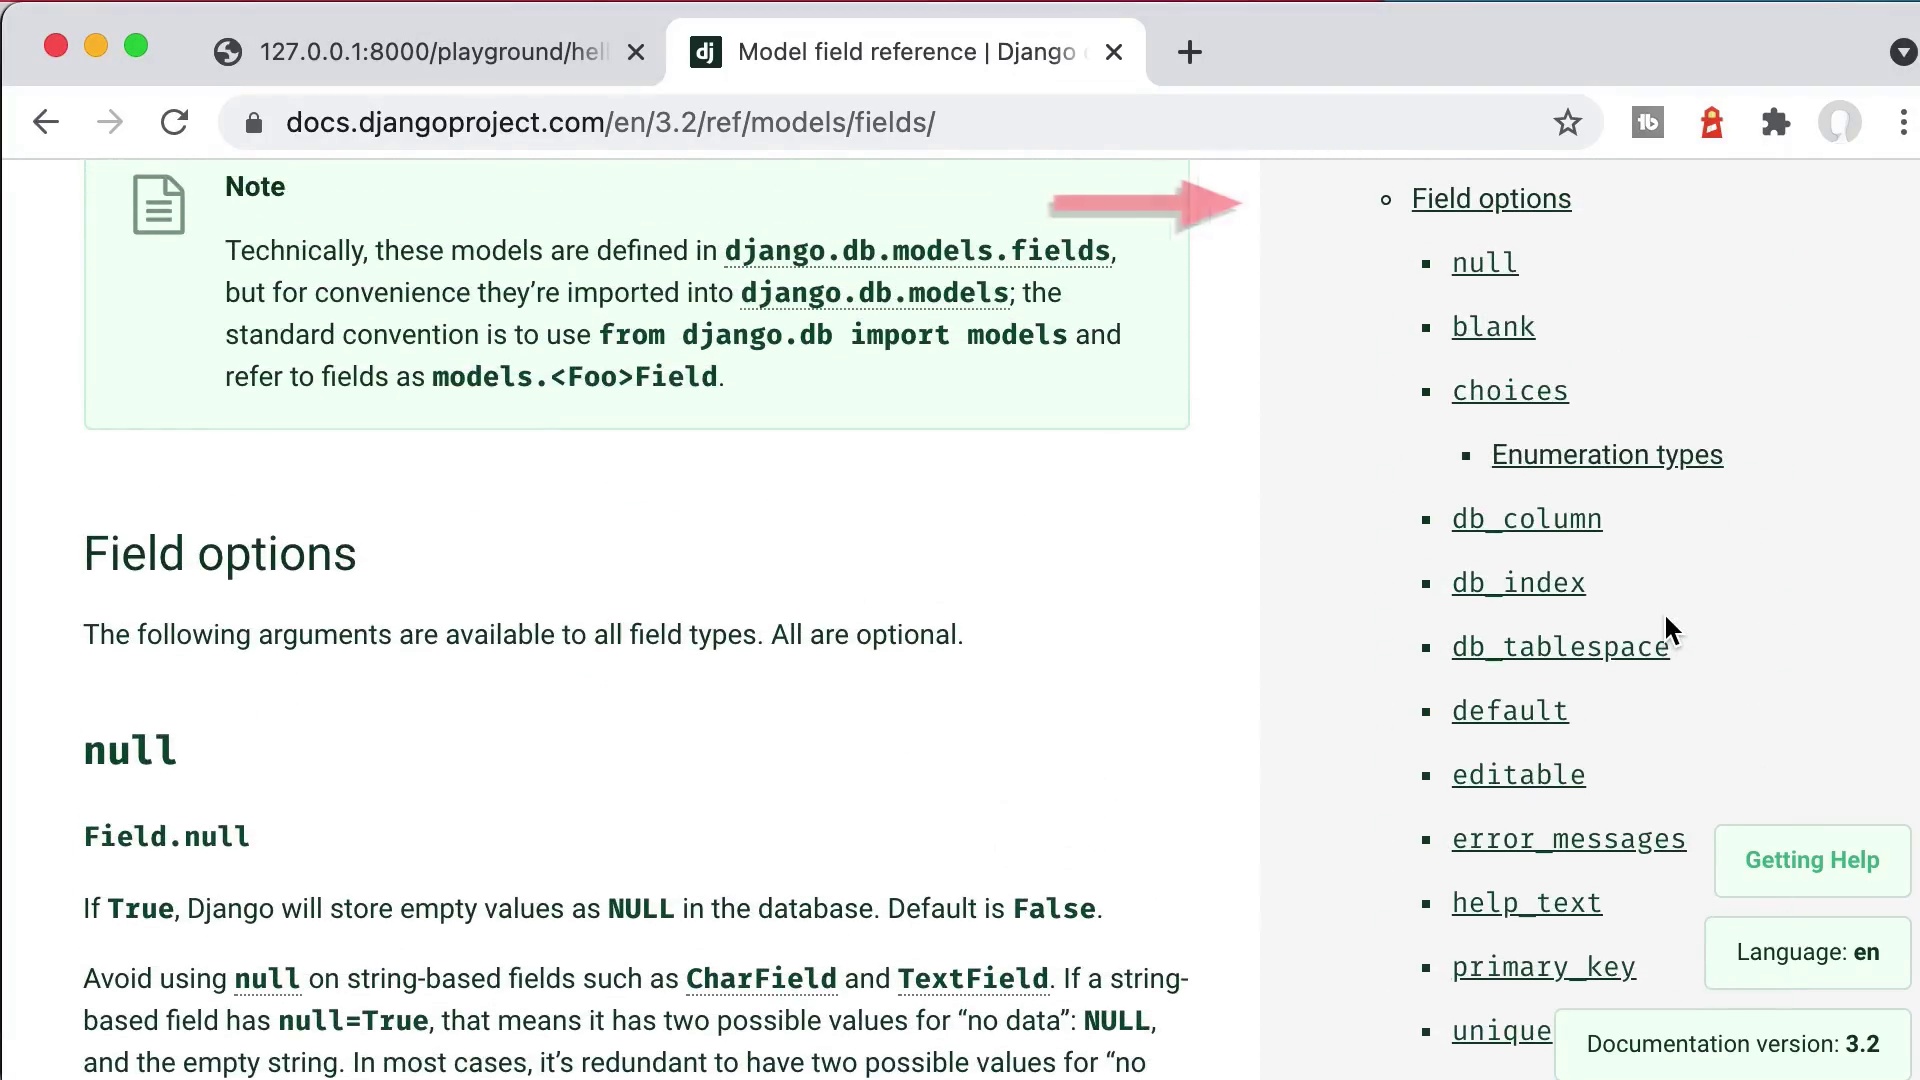 127.0.0.1:8000/playground/hell
dj Model field reference | Django
docs.djangoproject.com/en/3.2/ref/models/fields/
Note
Technically, these models are defined in django.db.models.fields,
but for convenience they’re imported into django.db.models; the
standard convention is to use from django.db import models and
refer to fields as models.<Foo>Field.
Field options
The following arguments are available to all field types. All are optional.
null
Field.null
If True, Django will store empty values as NULL in the database. Default is False.
Avoid using null on string-based fields such as CharField and TextField. If a string-
based field has null=True, that means it has two possible values for “no data”: NULL,
and the empty string. In most cases, it’s redundant to have two possible values for “no
Field options
null
blank
choices
Enumeration types
db_column
db_index
db_tablespace
default
editable
error_messages
help_text
primary_key
unique
Getting Help
Language: en
Documentation version: 3.2